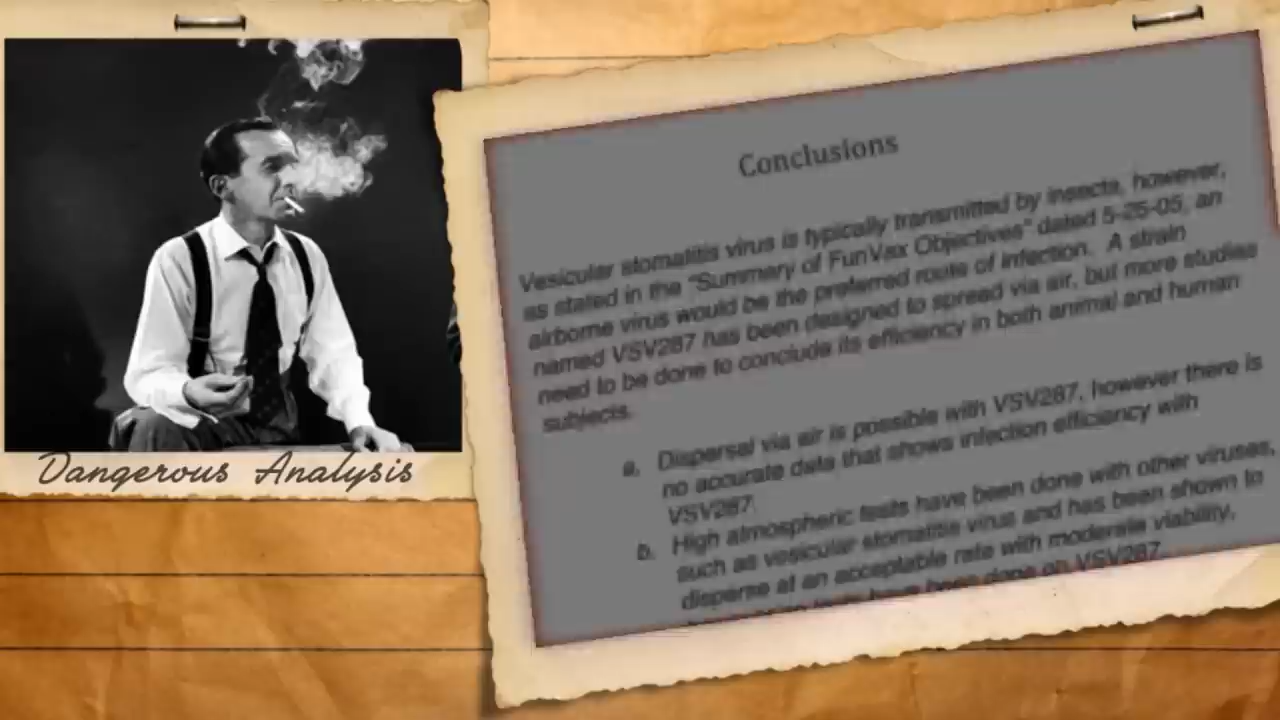 Dangerous Analysis
Conclusions
Vesicular stomatitis virus is typically transmitted by insects, however,
as stated in the "Summary of FunVax Objectives" dated 5-25-05, an
airborne virus would be the preferred route of infection. A strain
named VSV287 has been designed to spread via air, but more studies
need to be done to conclude its efficiency in both animal and human
subjects.
a. Dispersal via air is possible with VSV287, however there is
no accurate data that shows infection efficiency with
VSV287.
b. High atmospheric tests have been done with other viruses,
such as vesicular stomatitis virus and has been shown to
disperse at an acceptable rate with moderate viability,
have been done on VSV287.